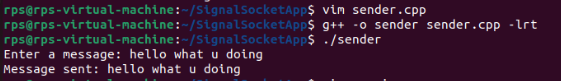 rps@rps-virtual-machine:~/SignalSocketApp$ vim sender.cpp
rps@rps-virtual-machine:~/SignalSocketApp$ g++ -o sender sender.cpp -lrt
rps@rps-virtual-machine:~/SignalSocketApp$ ./sender
Enter a message: hello what u doing
Message sent: hello what u doing